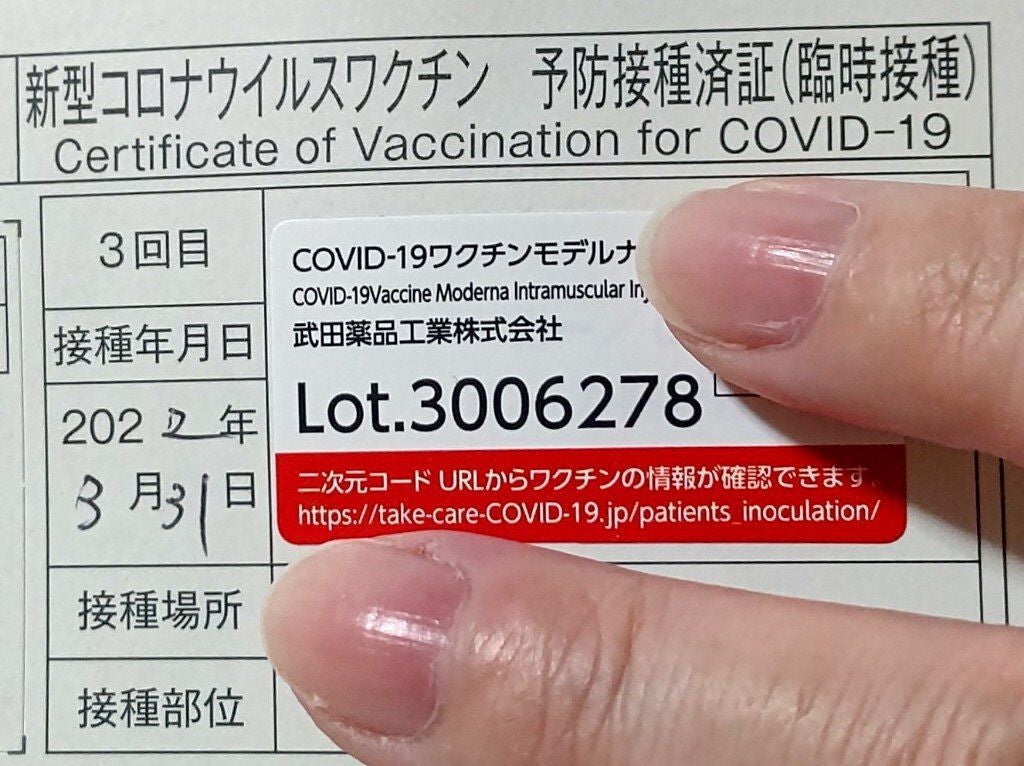 新型コロナウイルスワクチン 予防接種済証(臨時接種)
Certificate of Vaccination for COVID-19
3回目
接種年月日
2022年
3月31日
接種場所
接種部位
COVID-19ワクチンモデルナ
COVID-19Vaccine Moderna Intramuscular
武田薬品工業株式会社
Lot.3006278
二次元コード URLからワクチンの情報が確認できます。
https://take-care-COVID-19.jp/patients_inoculation/